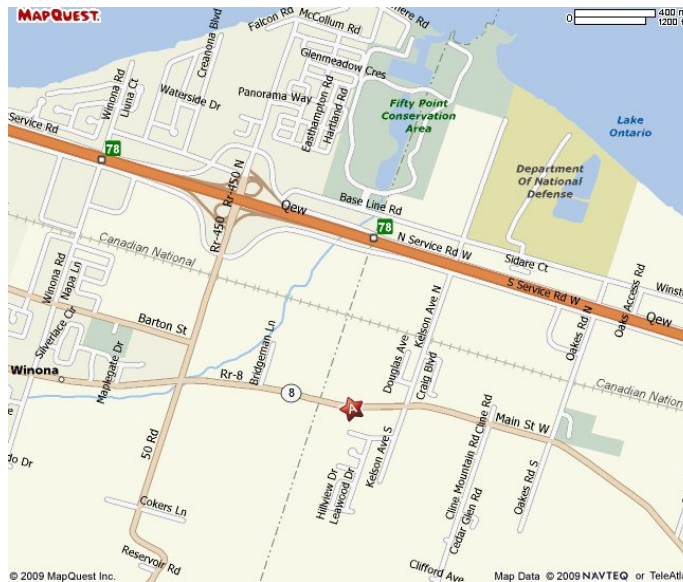 MAPQUEST.
400 m
0
1200 ft
Falcon Rd
McCollum Rd
Creanona Blvd
Glenmeadow Cres
Winona Rd
Liuna Ct
Waterside Dr
Panorama Way
Easthampton Rd
Hartland Rd
Fifty Point
Conservation
Area
Lake
Ontario
Service Rd
78
Department
Of National
Defense
Rr-450 N
Base Line Rd
Qew
78
Rr-450
N Service Rd W
Sidare Ct
Canadian National
S Service Rd W
Oaks Access Rd
Winona Rd
Napa Ln
Kelson Ave N
Oakes Rd N
Qew
Barton St
Silverlace Cir
Bridgeman Ln
Douglas Ave
Craig Blvd
Maplegate Dr
Winona
Rr-8
8
A
Canadian National
Main St W
Cline Rd
50 Rd
Kelson Ave S
Hillview Dr
Leawood Dr
Cline Mountain Rd
Cedar Glen Rd
Oakes Rd S
Cokers Ln
Reservoir Rd
Clifford Ave
© 2009 MapQuest Inc.
Map Data © 2009 NAVTEQ or TeleAtl